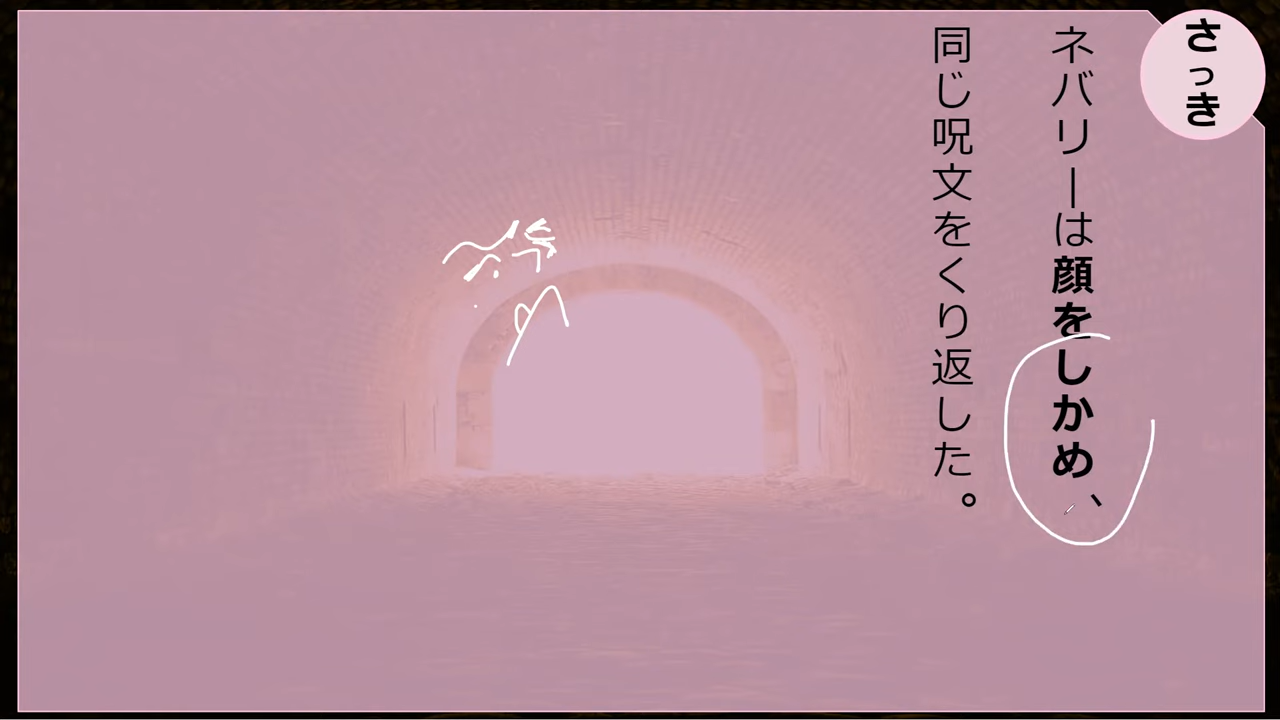 さっき
ネバリーは顔をしかめ、
同じ呪文をくり返した。